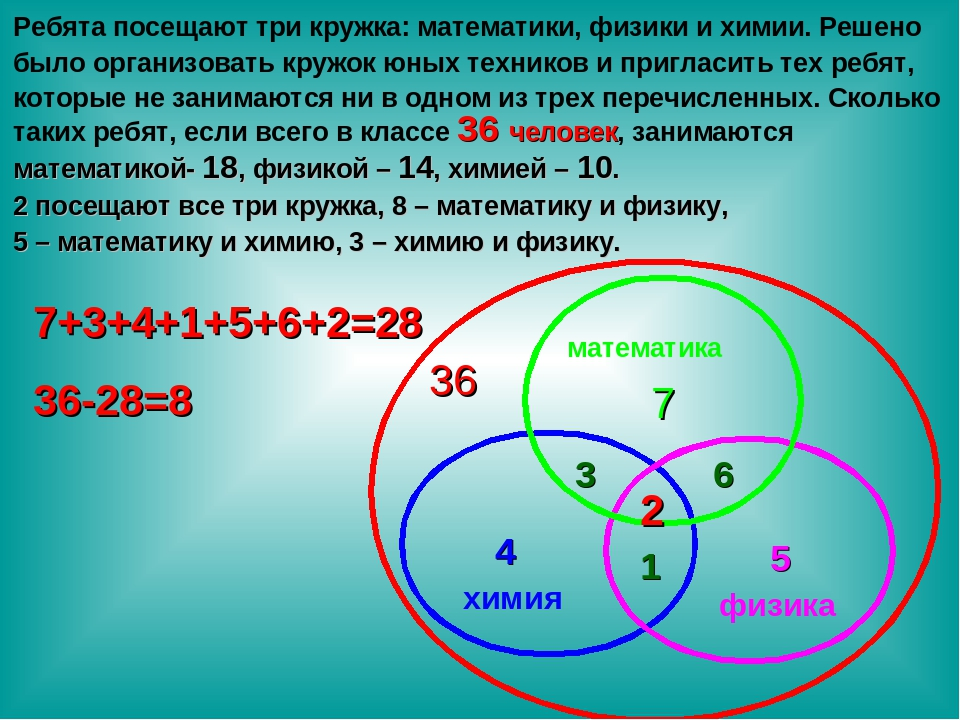 Ребята посещают три кружка: математики, физики и химии. Решено
было организовать кружок юных техников и пригласить тех ребят,
которые не занимаются ни в одном из трех перечисленных. Сколько
таких ребят, если всего в классе 36 человек, занимаются
математикой- 18, физикой – 14, химией – 10.
2 посещают все три кружка, 8 – математику и физику,
5 – математику и химию, 3 – химию и физику.
7+3+4+1+5+6+2=28
36-28=8
36
математика
7
3
6
2
4
1
5
химия
физика